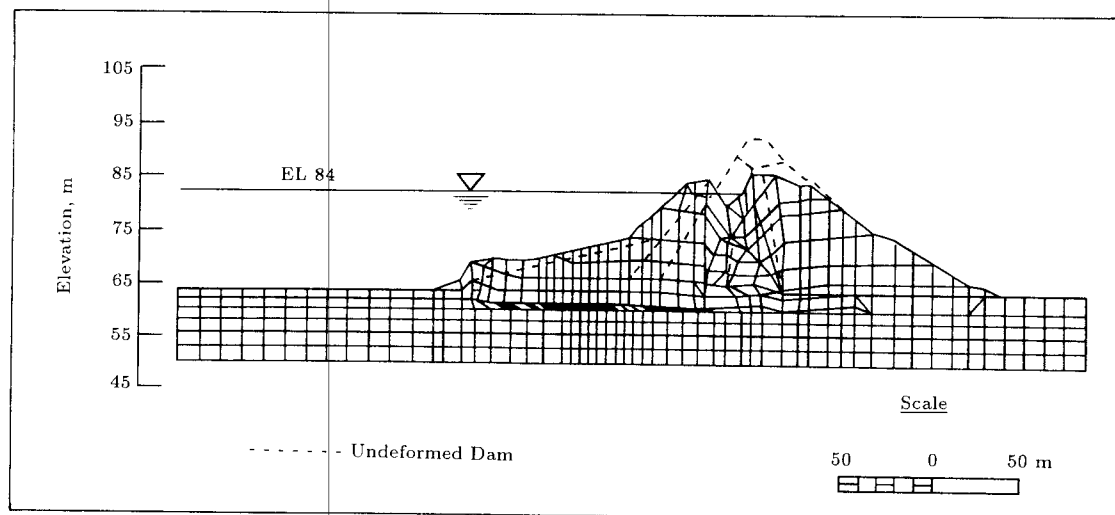 105
95
85
75
65
55
45
Elevation, m
EL 84
Scale
- - - - - - - Undeformed Dam
50 0 50 m